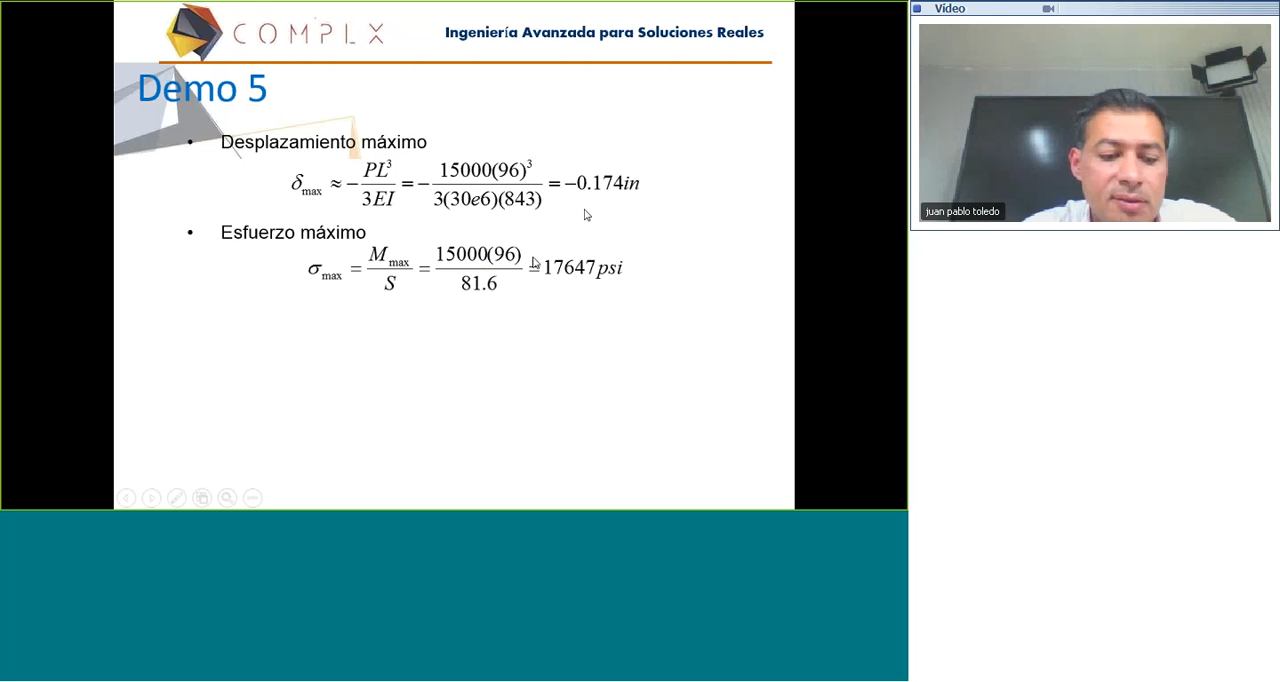 COMPLX
Ingeniería Avanzada para Soluciones Reales
Demo 5
• Desplazamiento máximo
δmax ≈ −PL³/3EI = −15000(96)³/3(30e6)(843) = −0.174in
• Esfuerzo máximo
σmax = Mmax/S = 15000(96)/81.6 = 17647psi
Vídeo
juan pablo toledo